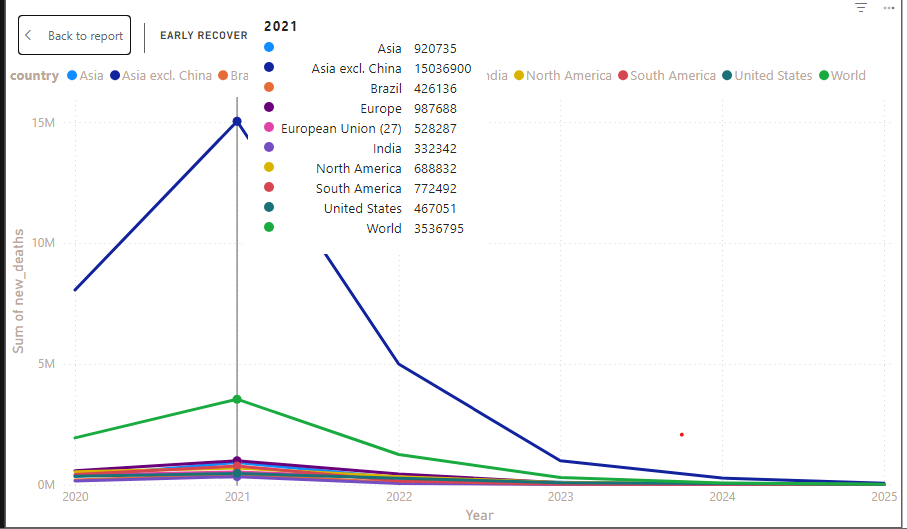 Back to report
EARLY RECOVER
2021
Asia 920735
Asia excl. China 15036900
Brazil 426136
Europe 987688
European Union (27) 528287
India 332342
North America 688832
South America 772492
United States 467051
World 3536795
country Asia Asia excl. China Bra ndia North America South America United States World
15M
10M
5M
0M
Sum of new_deaths
2020 2021 2022 2023 2024 2025
Year